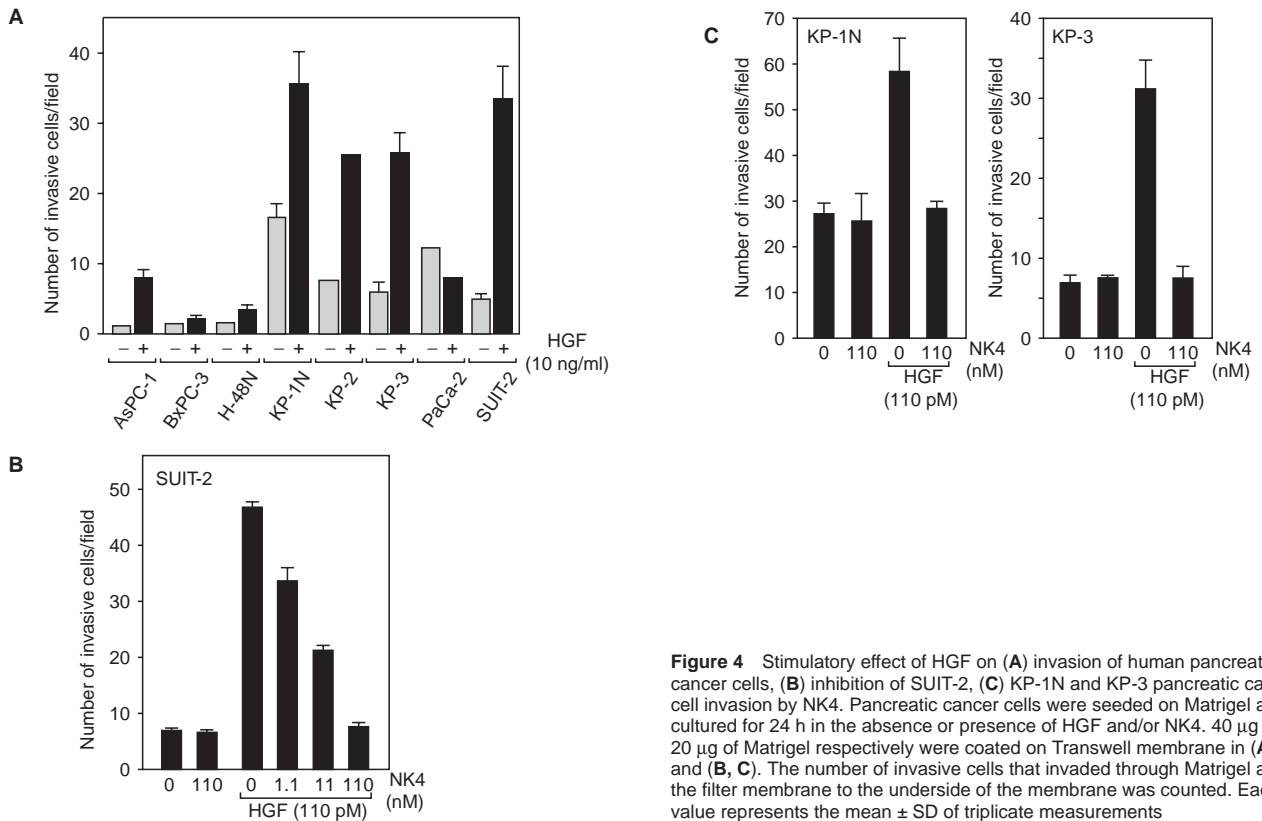 A
Number of invasive cells/field
40
30
20
10
0
– + – + – + – + – + – + – + – +
HGF
(10 ng/ml)
AsPC-1
BxPC-3
H-48N
KP-1N
KP-2
KP-3
PaCa-2
SUIT-2
B
SUIT-2
Number of invasive cells/field
50
40
30
20
10
0
0 110 0 1.1 11 110 NK4
(nM)
HGF (110 pM)
C
KP-1N
Number of invasive cells/field
70
60
50
40
30
20
10
0
0 110 0 110 NK4
(nM)
HGF
(110 pM)
KP-3
Number of invasive cells/field
40
30
20
10
0
0 110 0 110 NK4
(nM)
HGF
(110 pM)
Figure 4 Stimulatory effect of HGF on (A) invasion of human pancreat
cancer cells, (B) inhibition of SUIT-2, (C) KP-1N and KP-3 pancreatic can
cell invasion by NK4. Pancreatic cancer cells were seeded on Matrigel a
cultured for 24 h in the absence or presence of HGF and/or NK4. 40 µg
20 µg of Matrigel respectively were coated on Transwell membrane in (A
and (B, C). The number of invasive cells that invaded through Matrigel a
the filter membrane to the underside of the membrane was counted. Eac
value represents the mean ± SD of triplicate measurements